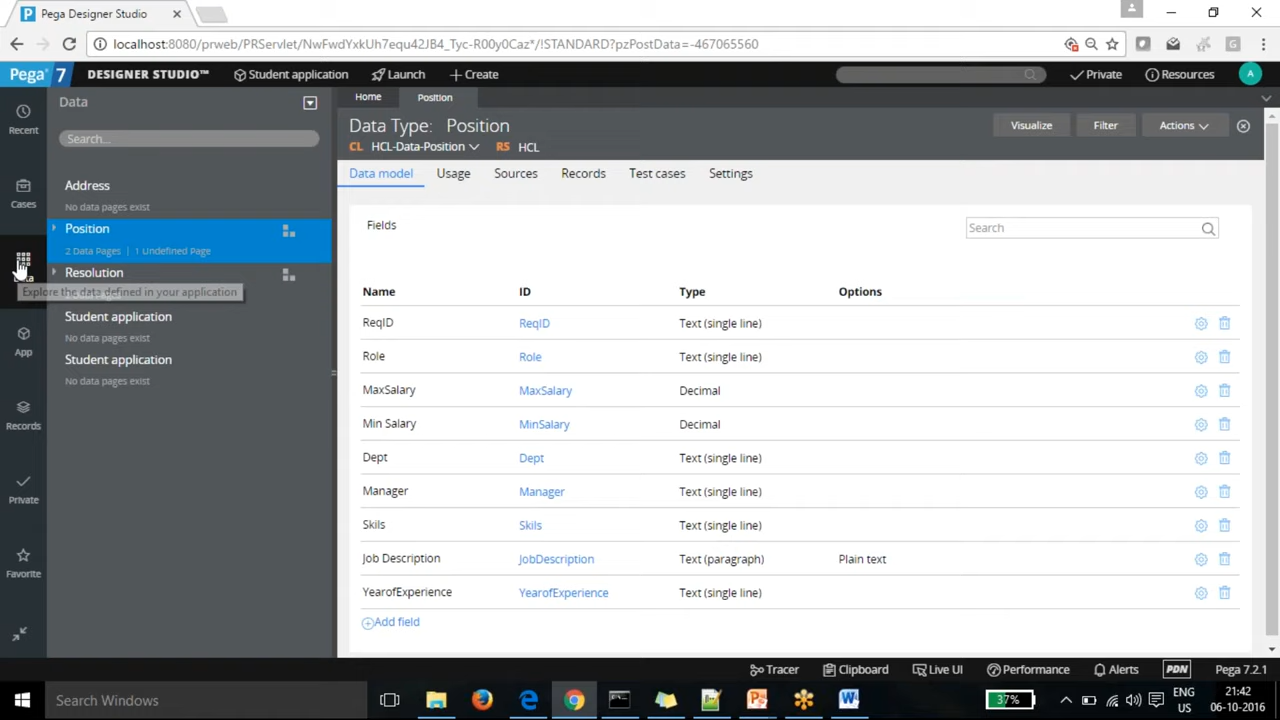 Pega Designer Studio
localhost:8080/prweb/PRServlet/NwFwdYxkUh7equ42JB4_Tyc-R00y0Caz*/!STANDARD?pzPostData=-467065560
Pega 7 DESIGNER STUDIO™ Student application Launch Create Private Resources A
Recent
Cases
App
Records
Private
Favorite
Data
Search...
Address
No data pages exist
Position
2 Data Pages | 1 Undefined Page
Resolution
Explore the data defined in your application
Student application
No data pages exist
Student application
No data pages exist
Home Position
Data Type: Position Visualize Filter Actions
CL HCL-Data-Position RS HCL
Data model Usage Sources Records Test cases Settings
Fields Search
Name ID Type Options
ReqID ReqID Text (single line)
Role Role Text (single line)
MaxSalary MaxSalary Decimal
Min Salary MinSalary Decimal
Dept Dept Text (single line)
Manager Manager Text (single line)
Skils Skils Text (single line)
Job Description JobDescription Text (paragraph) Plain text
YearofExperience YearofExperience Text (single line)
Add field
Tracer Clipboard Live UI Performance Alerts PDN Pega 7.2.1
Search Windows 37% ENG 21:42
US 06-10-2016